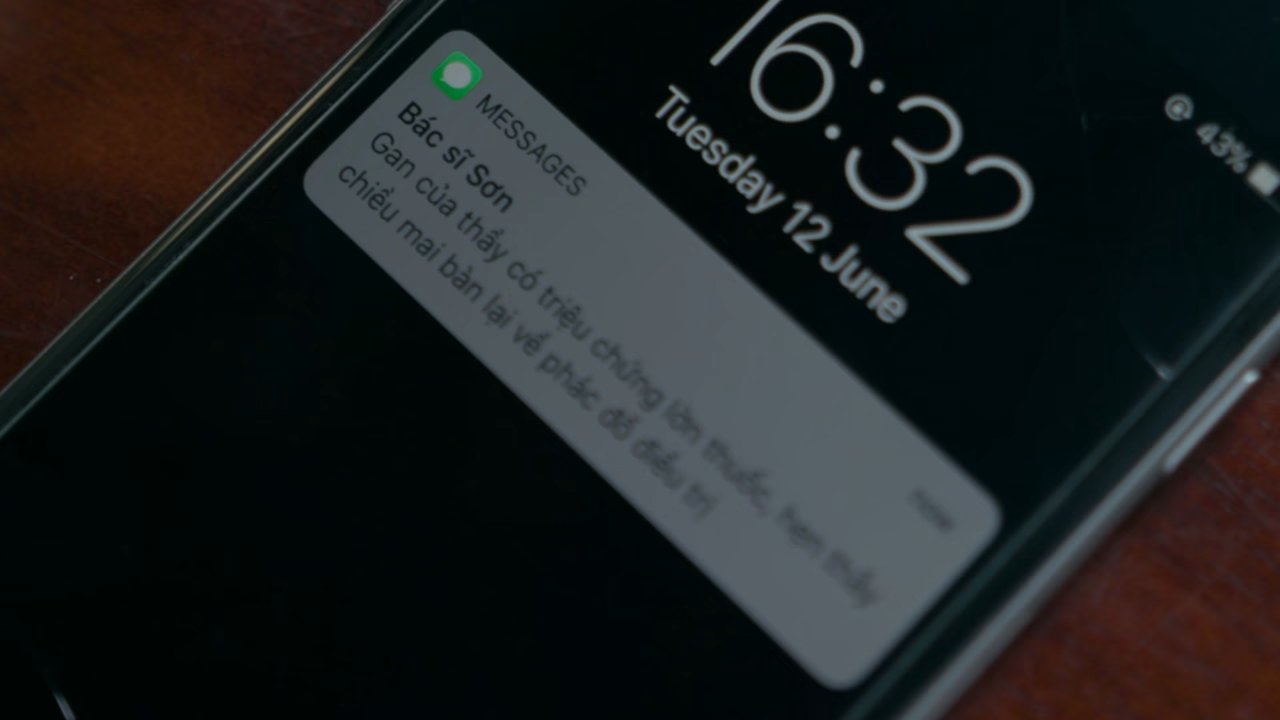 16:32
43%
Tuesday 12 June
MESSAGES
now
Bác sĩ Sơn
Gan của thầy có triệu chứng lờn thuốc, hẹn thầy
chiều mai bàn lại về phác đồ điều trị